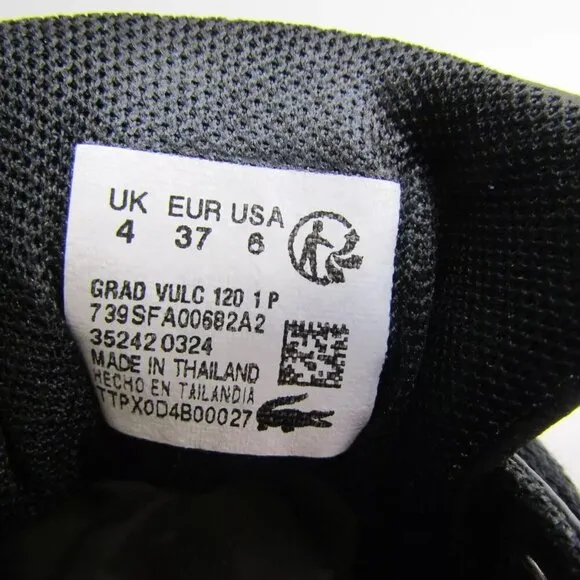 UK EUR USA
4 37 6
GRAD VULC 120 1 P
739SFA00682A2
35242 0324
MADE IN THAILAND
HECHO EN TAILANDIA
TTPX0D4B00027